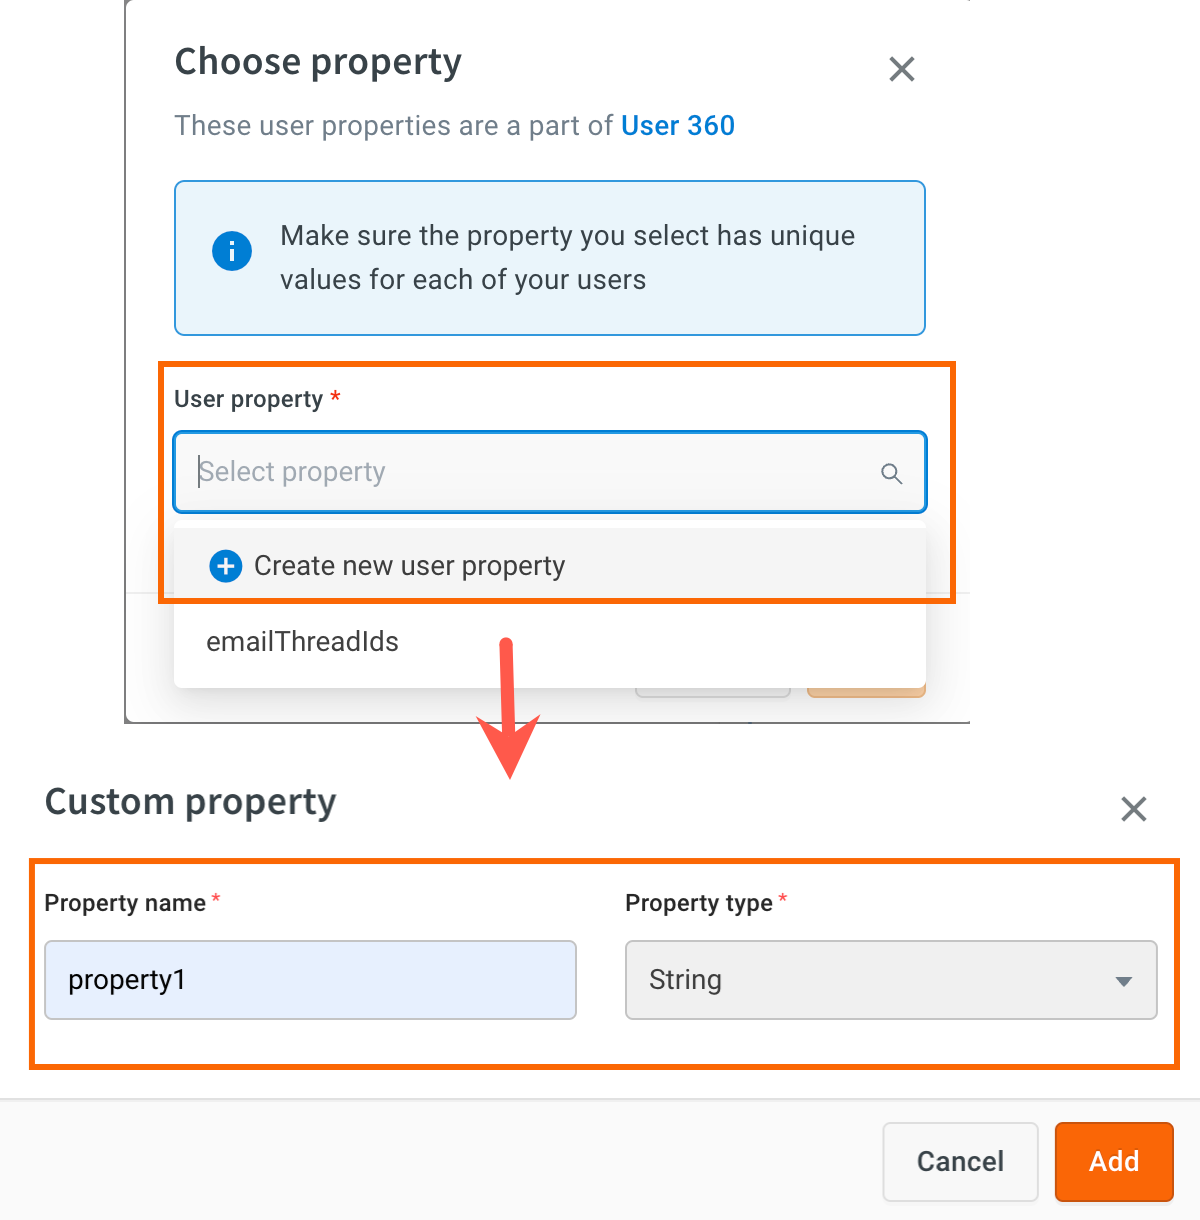 Choose property
These user properties are a part of User 360
Make sure the property you select has unique
values for each of your users
User property *
Select property
Create new user property
emailThreadIds
Custom property
Property name *
Property type *
property1
String
Cancel
Add